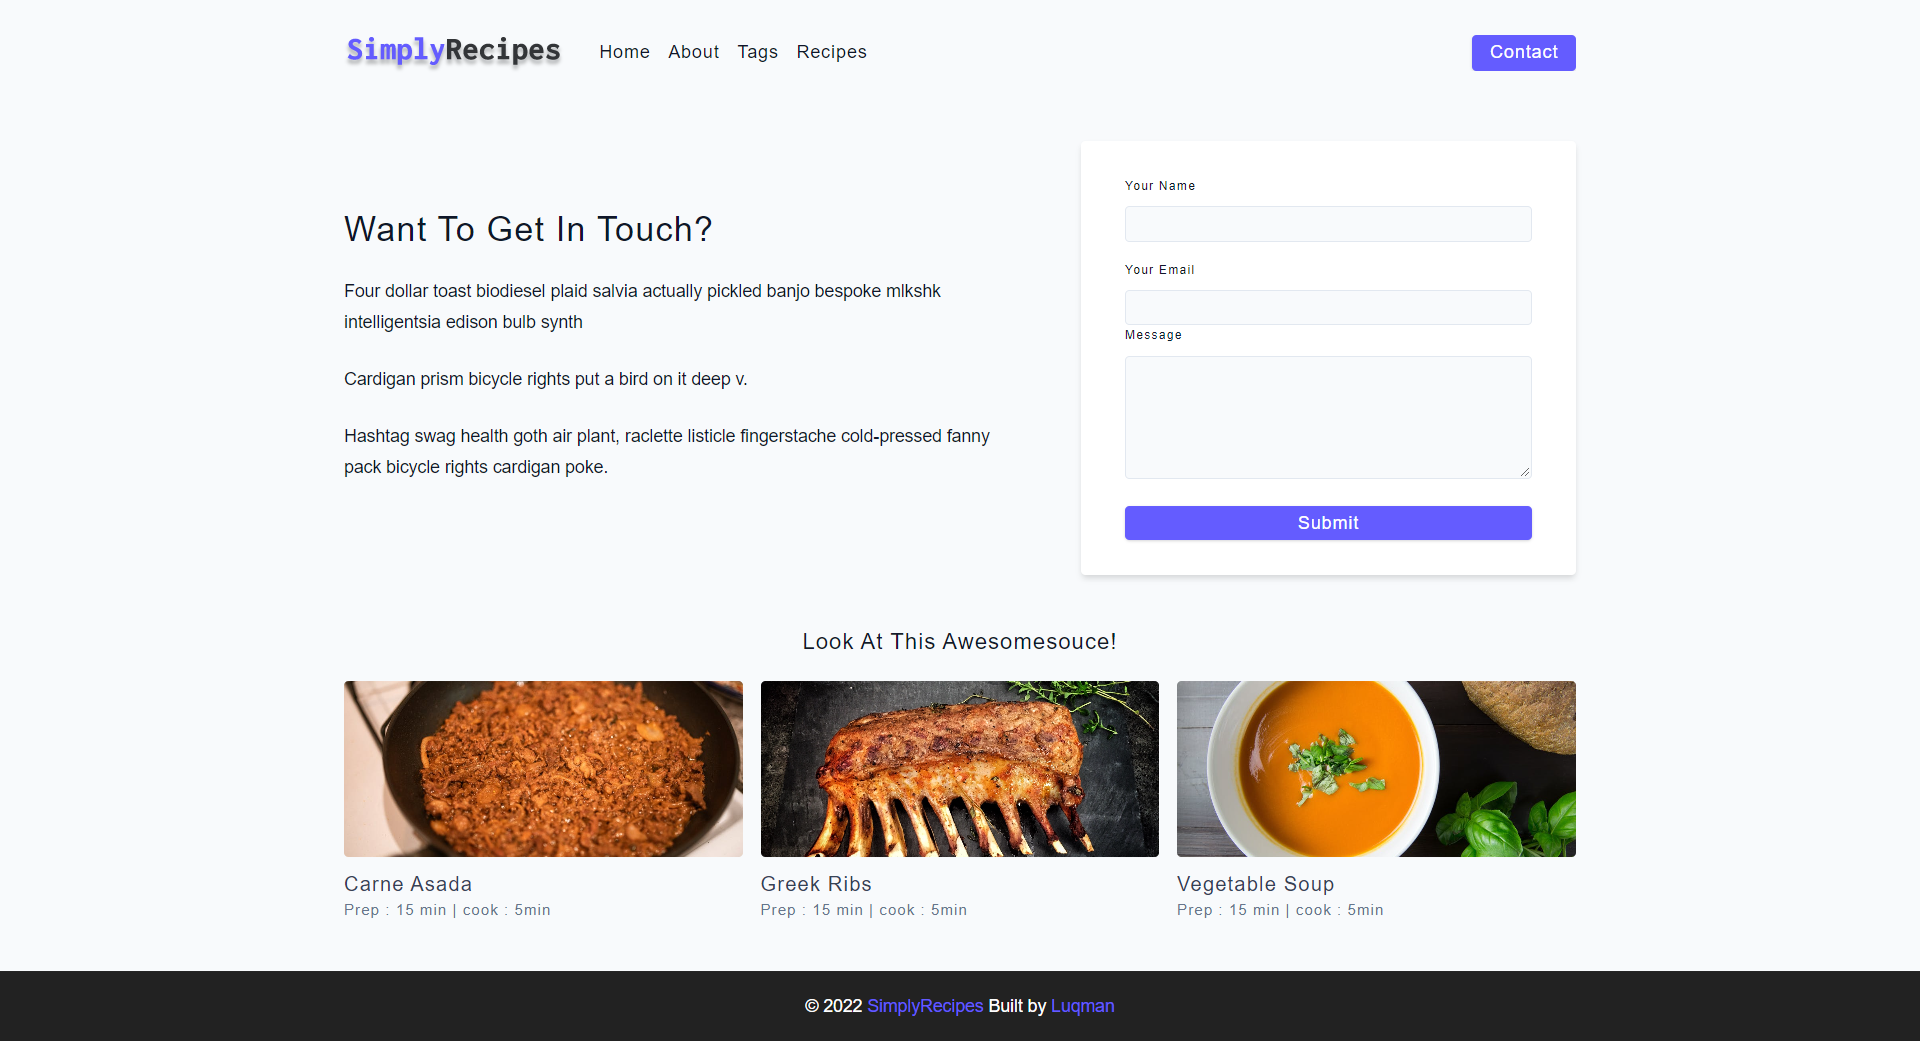 SimplyRecipes
Home About Tags Recipes
Contact
Want To Get In Touch?
Four dollar toast biodiesel plaid salvia actually pickled banjo bespoke mlkshk
intelligentsia edison bulb synth
Cardigan prism bicycle rights put a bird on it deep v.
Hashtag swag health goth air plant, raclette listicle fingerstache cold-pressed fanny
pack bicycle rights cardigan poke.
Your Name
Your Email
Message
Submit
Look At This Awesomesouce!
Carne Asada
Prep : 15 min | cook : 5min
Greek Ribs
Prep : 15 min | cook : 5min
Vegetable Soup
Prep : 15 min | cook : 5min
© 2022 SimplyRecipes Built by Luqman